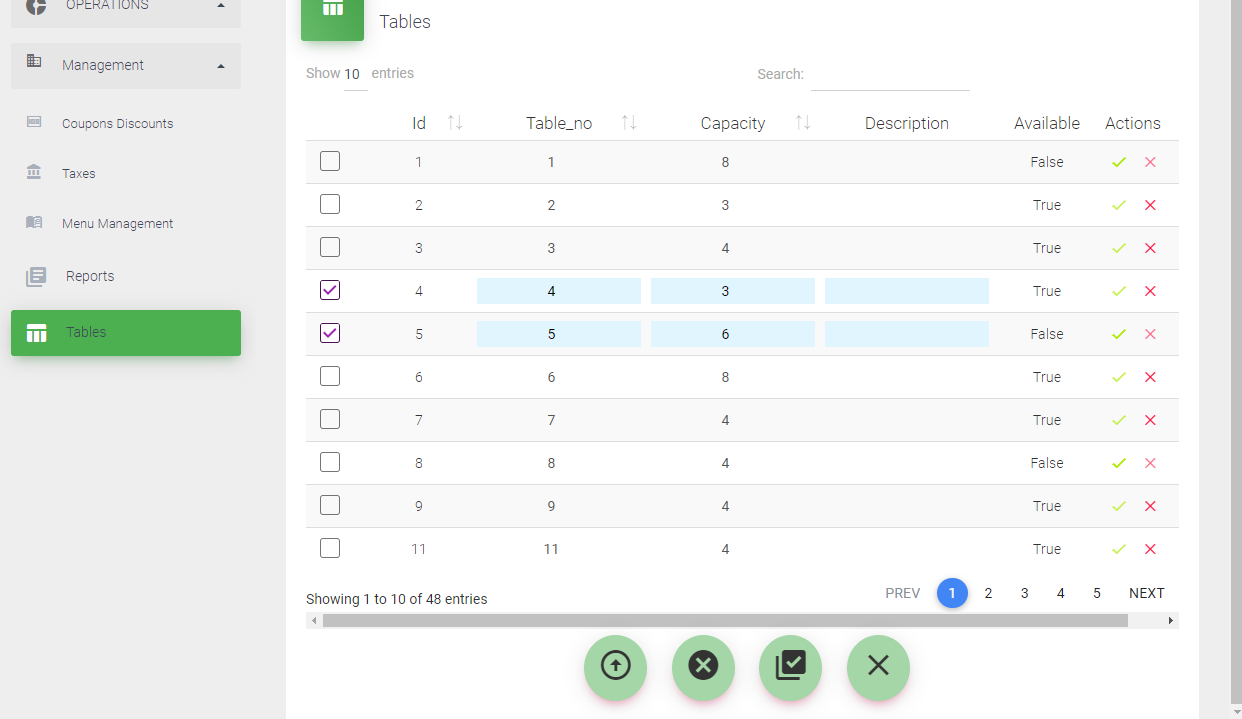 OPERATIONS
Management
Coupons Discounts
Taxes
Menu Management
Reports
Tables
Tables
Show 10 entries
Search:
Id Table_no Capacity Description Available Actions
1 1 8 False
2 2 3 True
3 3 4 True
4 4 3 True
5 5 6 False
6 6 8 True
7 7 4 True
8 8 4 False
9 9 4 True
11 11 4 True
Showing 1 to 10 of 48 entries
PREV 1 2 3 4 5 NEXT